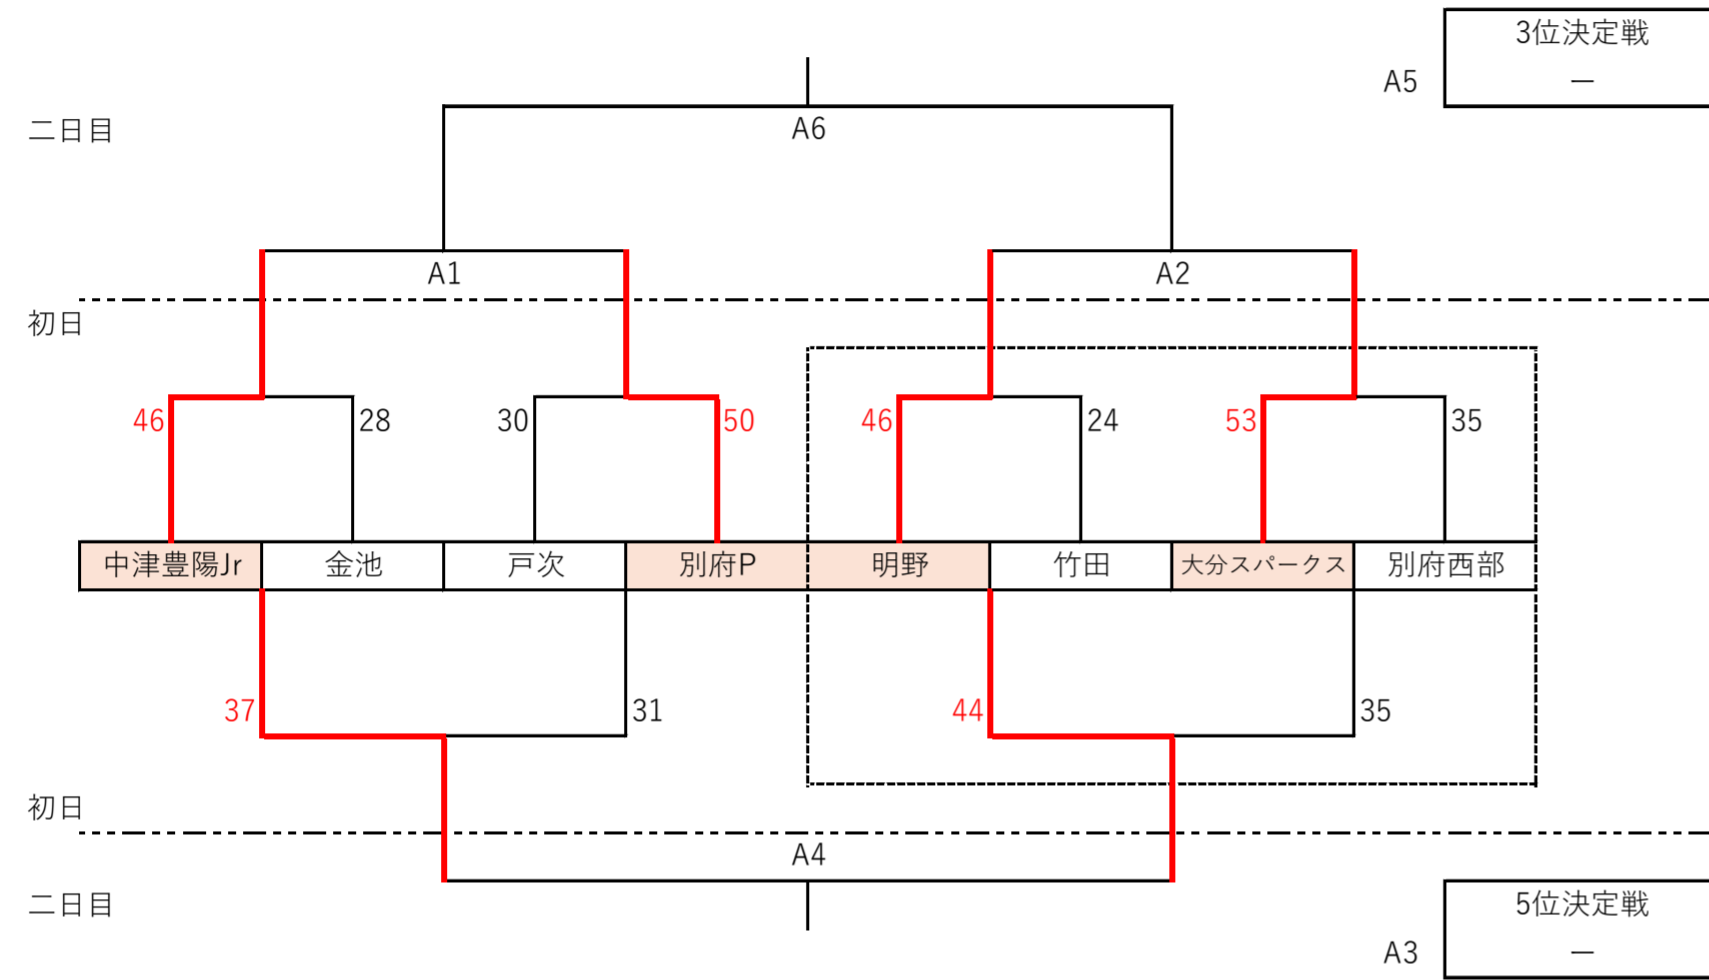 3位決定戦
A5
—
二日目
A6
A1
A2
初日
46
28
30
50
46
24
53
35
中津豊陽Jr 金池 戸次 別府P 明野 竹田 大分スパークス 別府西部
37
31
44
35
初日
A4
二日目
5位決定戦
A3
—